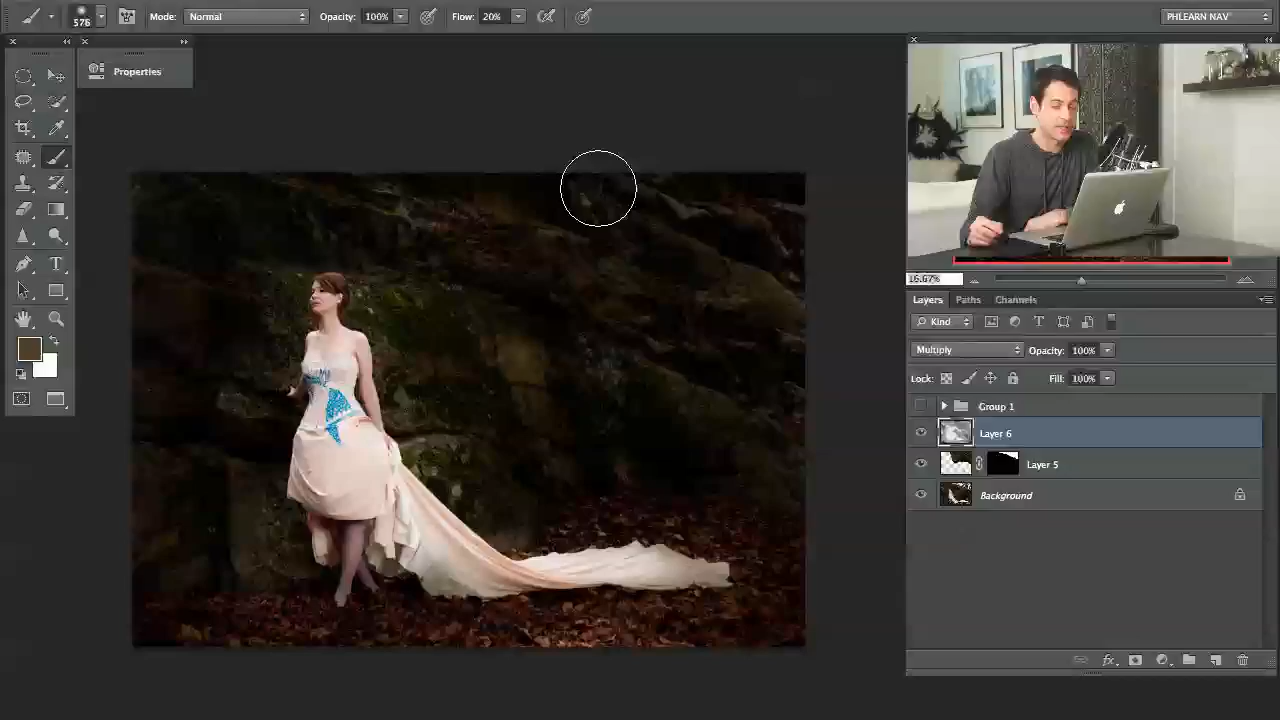 576 Mode: Normal Opacity: 100% Flow: 20% PHLEARN NAV
Properties
16.67%
Layers Paths Channels
Kind
Multiply Opacity: 100%
Lock: Fill: 100%
Group 1
Layer 6
Layer 5
Background
fx